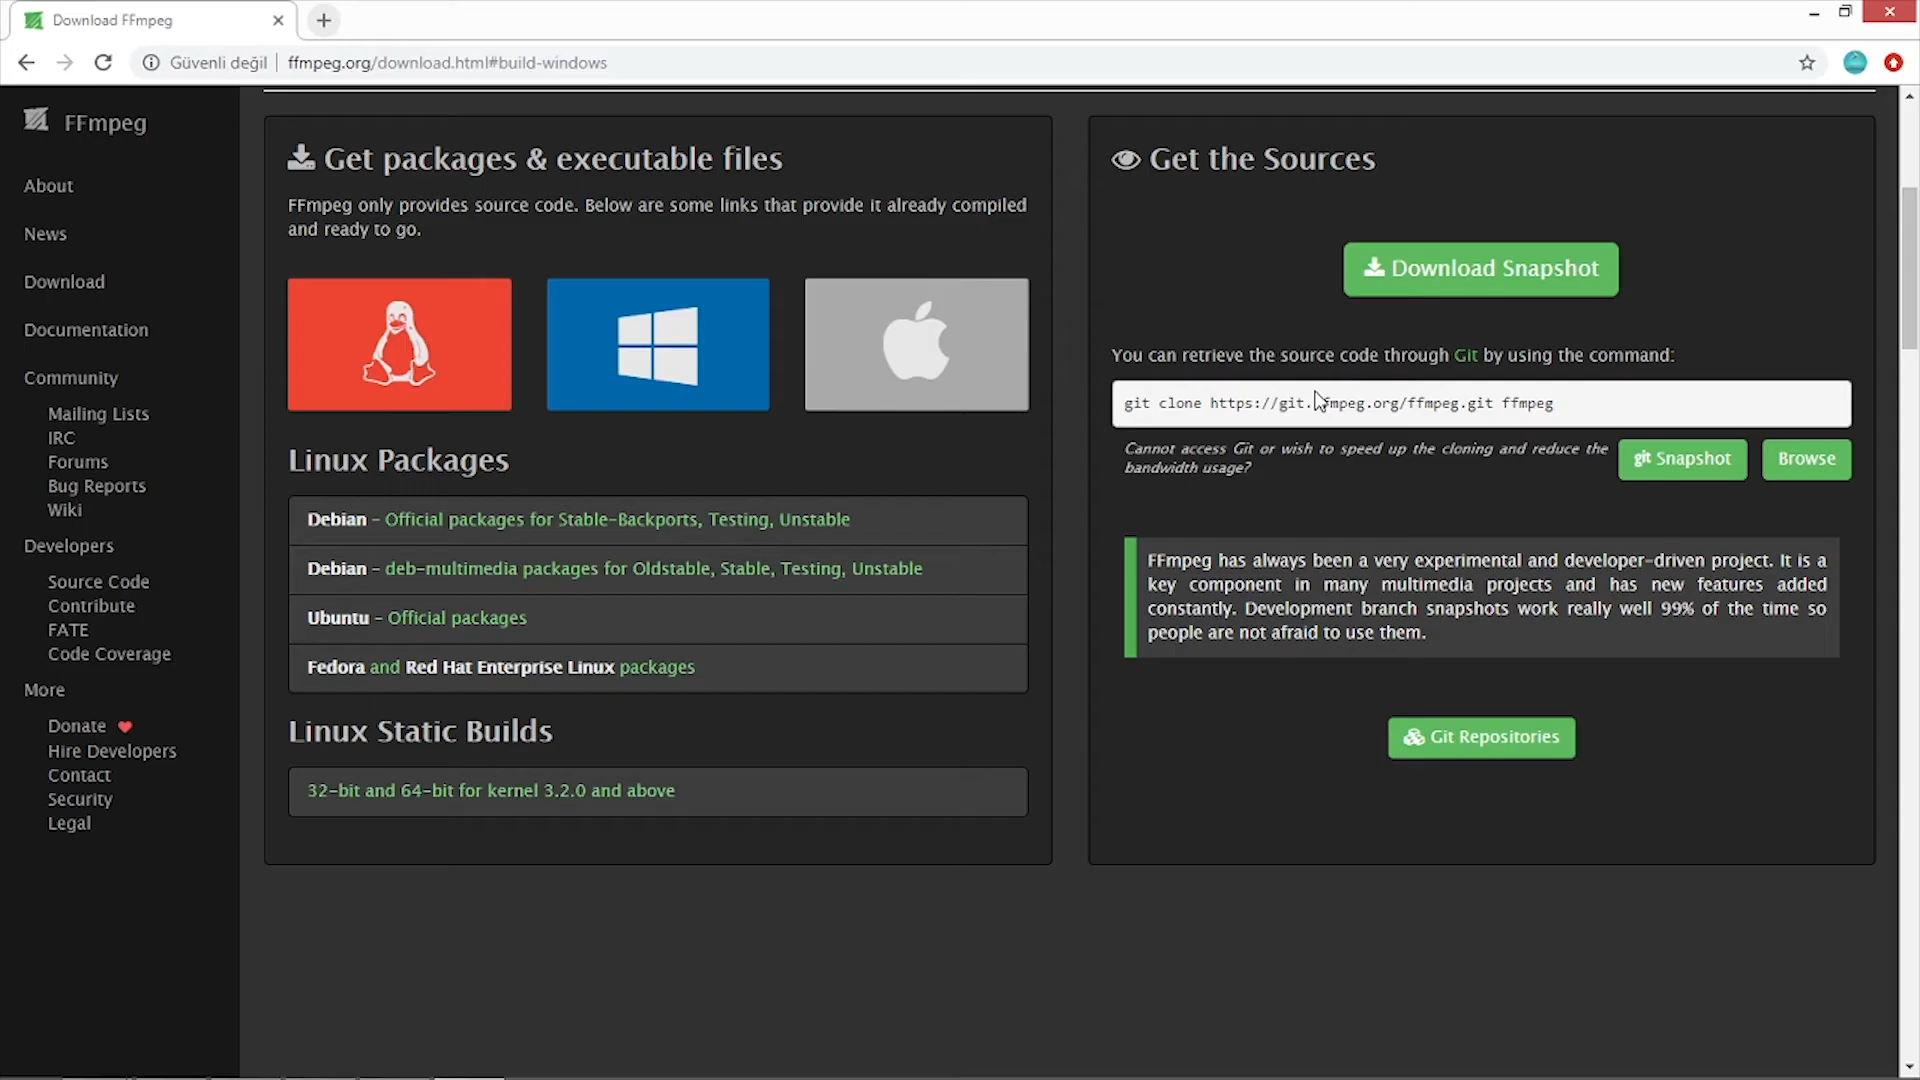 Download FFmpeg
Güvenli değil
ffmpeg.org/download.html#build-windows
FFmpeg
About
News
Download
Documentation
Community
Mailing Lists
IRC
Forums
Bug Reports
Wiki
Developers
Source Code
Contribute
FATE
Code Coverage
More
Donate
Hire Developers
Contact
Security
Legal
Get packages & executable files
FFmpeg only provides source code. Below are some links that provide it already compiled
and ready to go.
Linux Packages
Debian – Official packages for Stable-Backports, Testing, Unstable
Debian – deb-multimedia packages for Oldstable, Stable, Testing, Unstable
Ubuntu – Official packages
Fedora and Red Hat Enterprise Linux packages
Linux Static Builds
32-bit and 64-bit for kernel 3.2.0 and above
Get the Sources
Download Snapshot
You can retrieve the source code through Git by using the command:
git clone https://git.ffmpeg.org/ffmpeg.git ffmpeg
Cannot access Git or wish to speed up the cloning and reduce the
bandwidth usage?
git Snapshot
Browse
FFmpeg has always been a very experimental and developer-driven project. It is a
key component in many multimedia projects and has new features added
constantly. Development branch snapshots work really well 99% of the time so
people are not afraid to use them.
Git Repositories